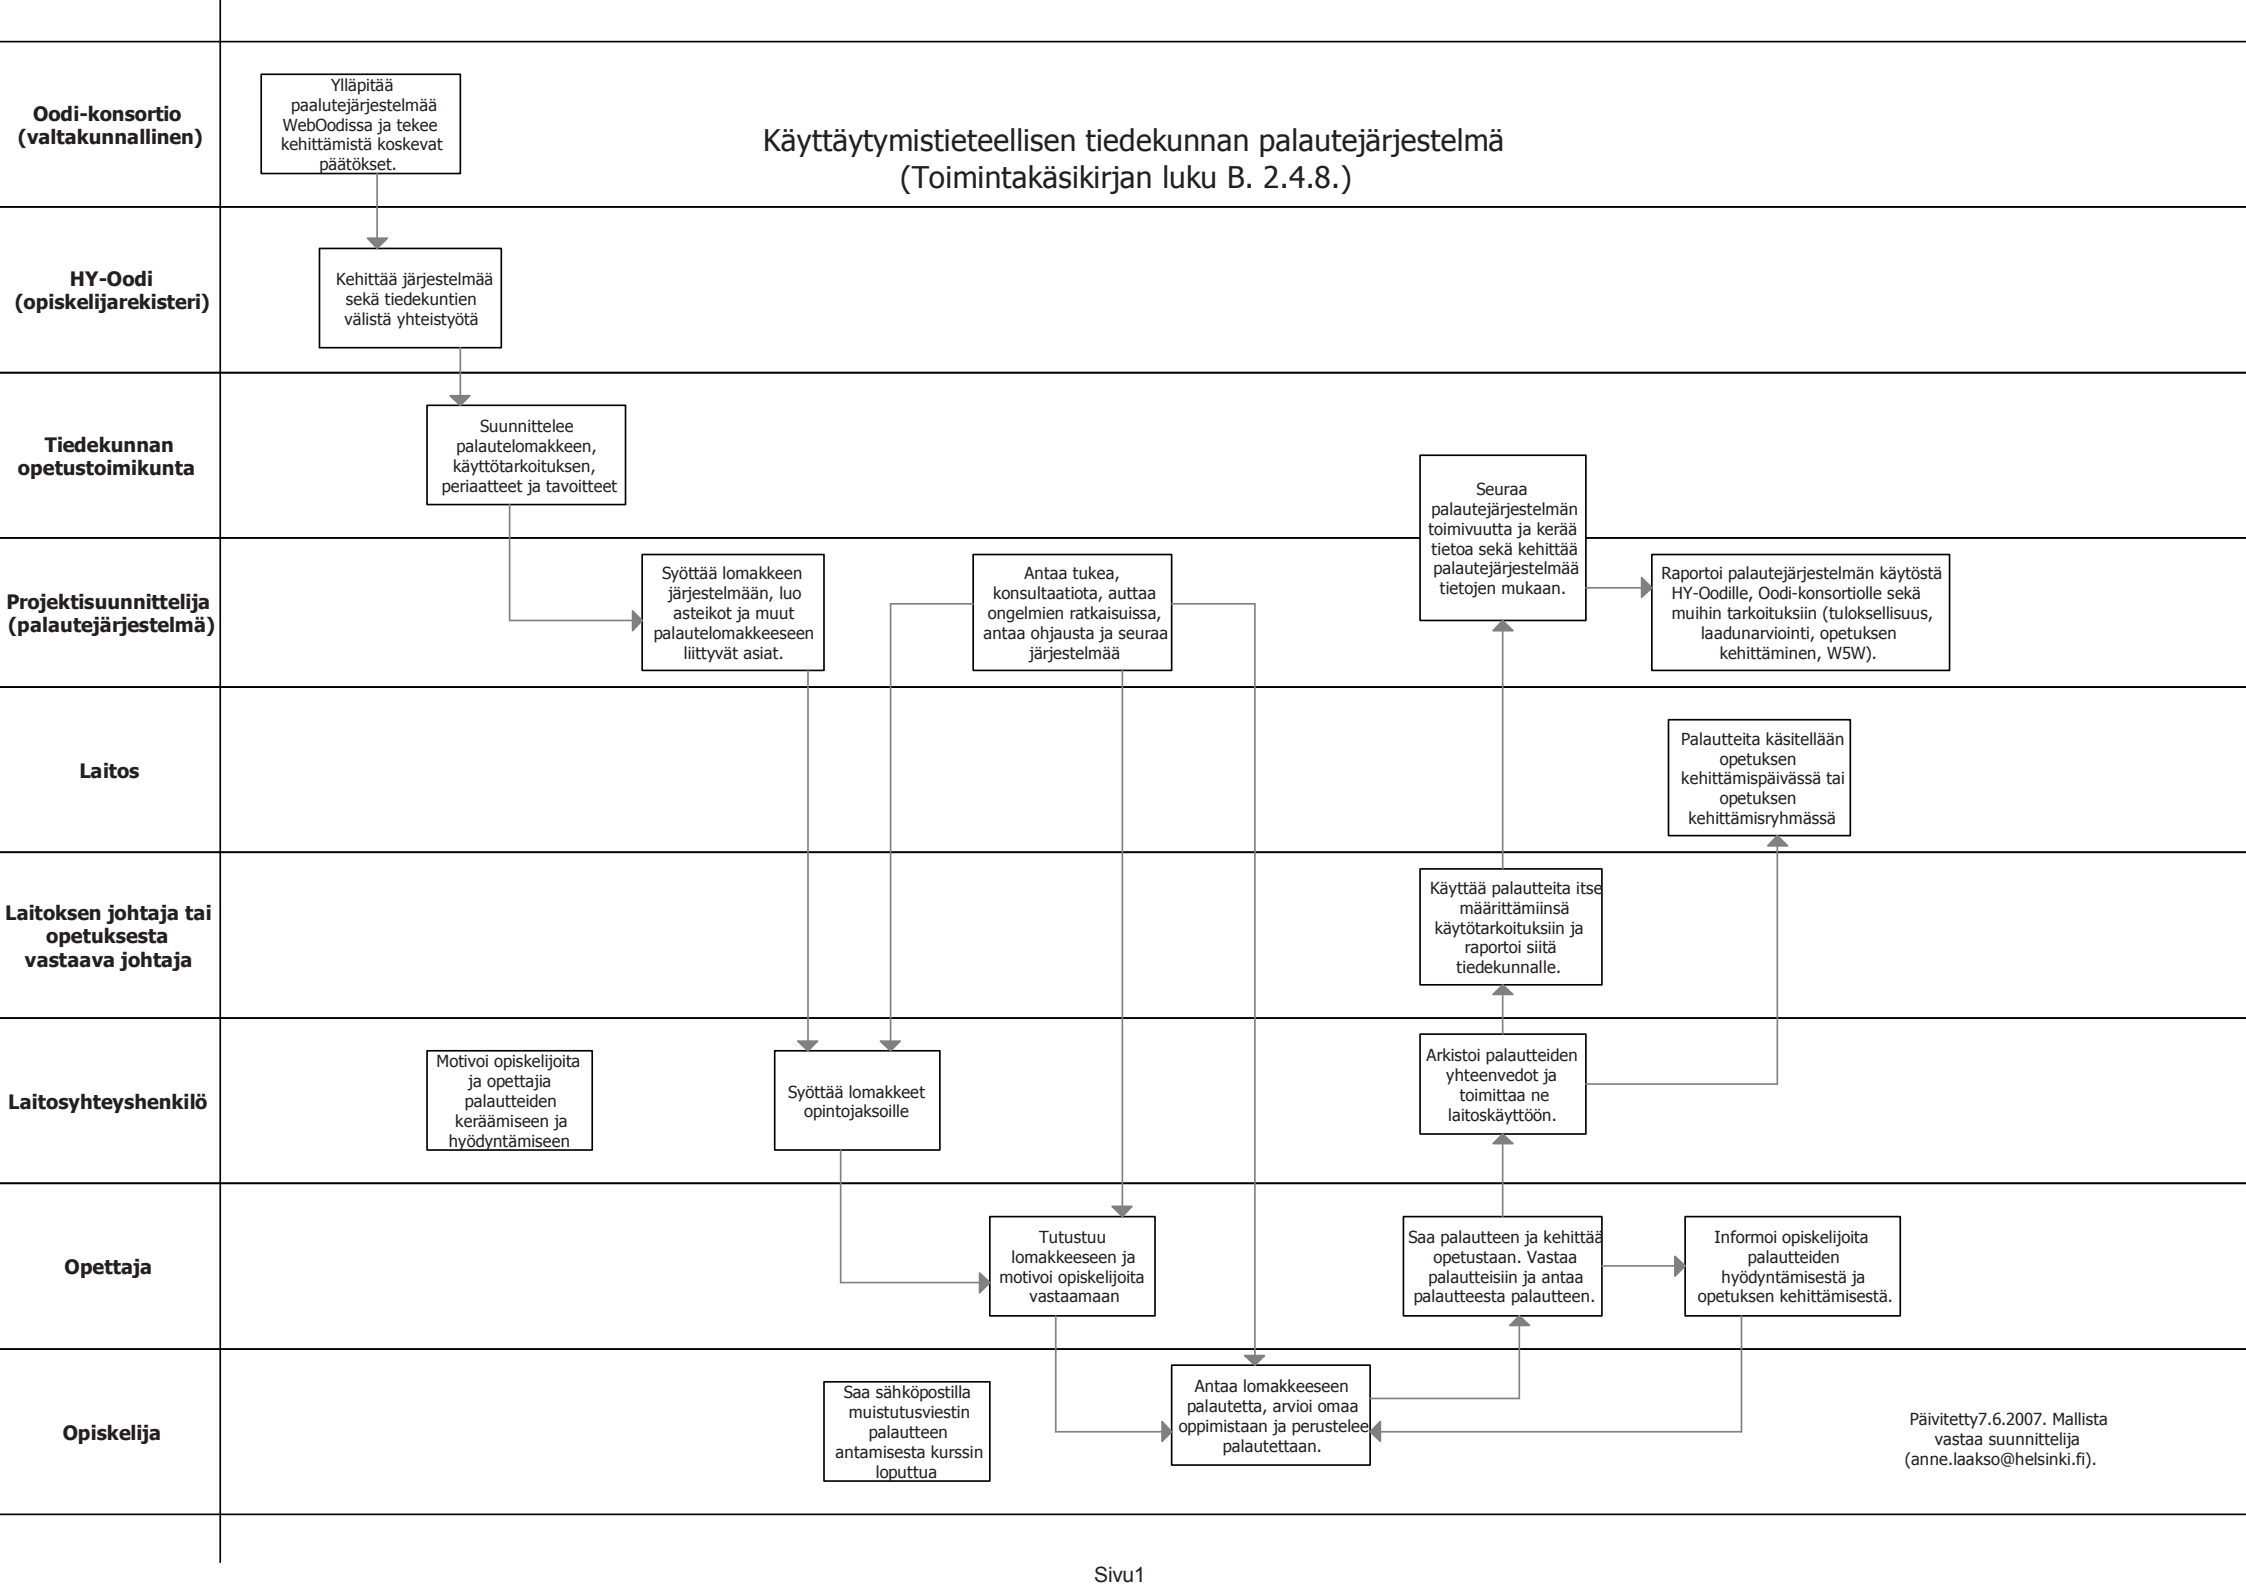 Oodi-konsortio
(valtakunnallinen)
Ylläpitää
paalutejärjestelmää
WebOodissa ja tekee
kehittämistä koskevat
päätökset.
Käyttäytymistieteellisen tiedekunnan palautejärjestelmä
(Toimintakäsikirjan luku B. 2.4.8.)
HY-Oodi
(opiskelijarekisteri)
Kehittää järjestelmää
sekä tiedekuntien
välistä yhteistyötä
Tiedekunnan
opetustoimikunta
Suunnittelee
palautelomakkeen,
käyttötarkoituksen,
periaatteet ja tavoitteet
Seuraa
palautejärjestelmän
toimivuutta ja kerää
tietoa sekä kehittää
palautejärjestelmää
tietojen mukaan.
Projektisuunnittelija
(palautejärjestelmä)
Syöttää lomakkeen
järjestelmään, luo
asteikot ja muut
palautelomakkeeseen
liittyvät asiat.
Antaa tukea,
konsultaatiota, auttaa
ongelmien ratkaisuissa,
antaa ohjausta ja seuraa
järjestelmää
Raportoi palautejärjestelmän käytöstä
HY-Oodille, Oodi-konsortiolle sekä
muihin tarkoituksiin (tuloksellisuus,
laadunarviointi, opetuksen
kehittäminen, W5W).
Laitos
Palautteita käsitellään
opetuksen
kehittämispäivässä tai
opetuksen
kehittämisryhmässä
Laitoksen johtaja tai
opetuksesta
vastaava johtaja
Käyttää palautteita itse
määrittämiinsä
käytötarkoituksiin ja
raportoi siitä
tiedekunnalle.
Laitosyhteyshenkilö
Motivoi opiskelijoita
ja opettajia
palautteiden
keräämiseen ja
hyödyntämiseen
Syöttää lomakkeet
opintojaksoille
Arkistoi palautteiden
yhteenvedot ja
toimittaa ne
laitoskäyttöön.
Opettaja
Tutustuu
lomakkeeseen ja
motivoi opiskelijoita
vastaamaan
Saa palautteen ja kehittää
opetustaan. Vastaa
palautteisiin ja antaa
palautteesta palautteen.
Informoi opiskelijoita
palautteiden
hyödyntämisestä ja
opetuksen kehittämisestä.
Opiskelija
Saa sähköpostilla
muistutusviestin
palautteen
antamisesta kurssin
loputtua
Antaa lomakkeeseen
palautetta, arvioi omaa
oppimistaan ja perustelee
palautettaan.
Päivitetty7.6.2007. Mallista
vastaa suunnittelija
(anne.laakso@helsinki.fi).
Sivu1